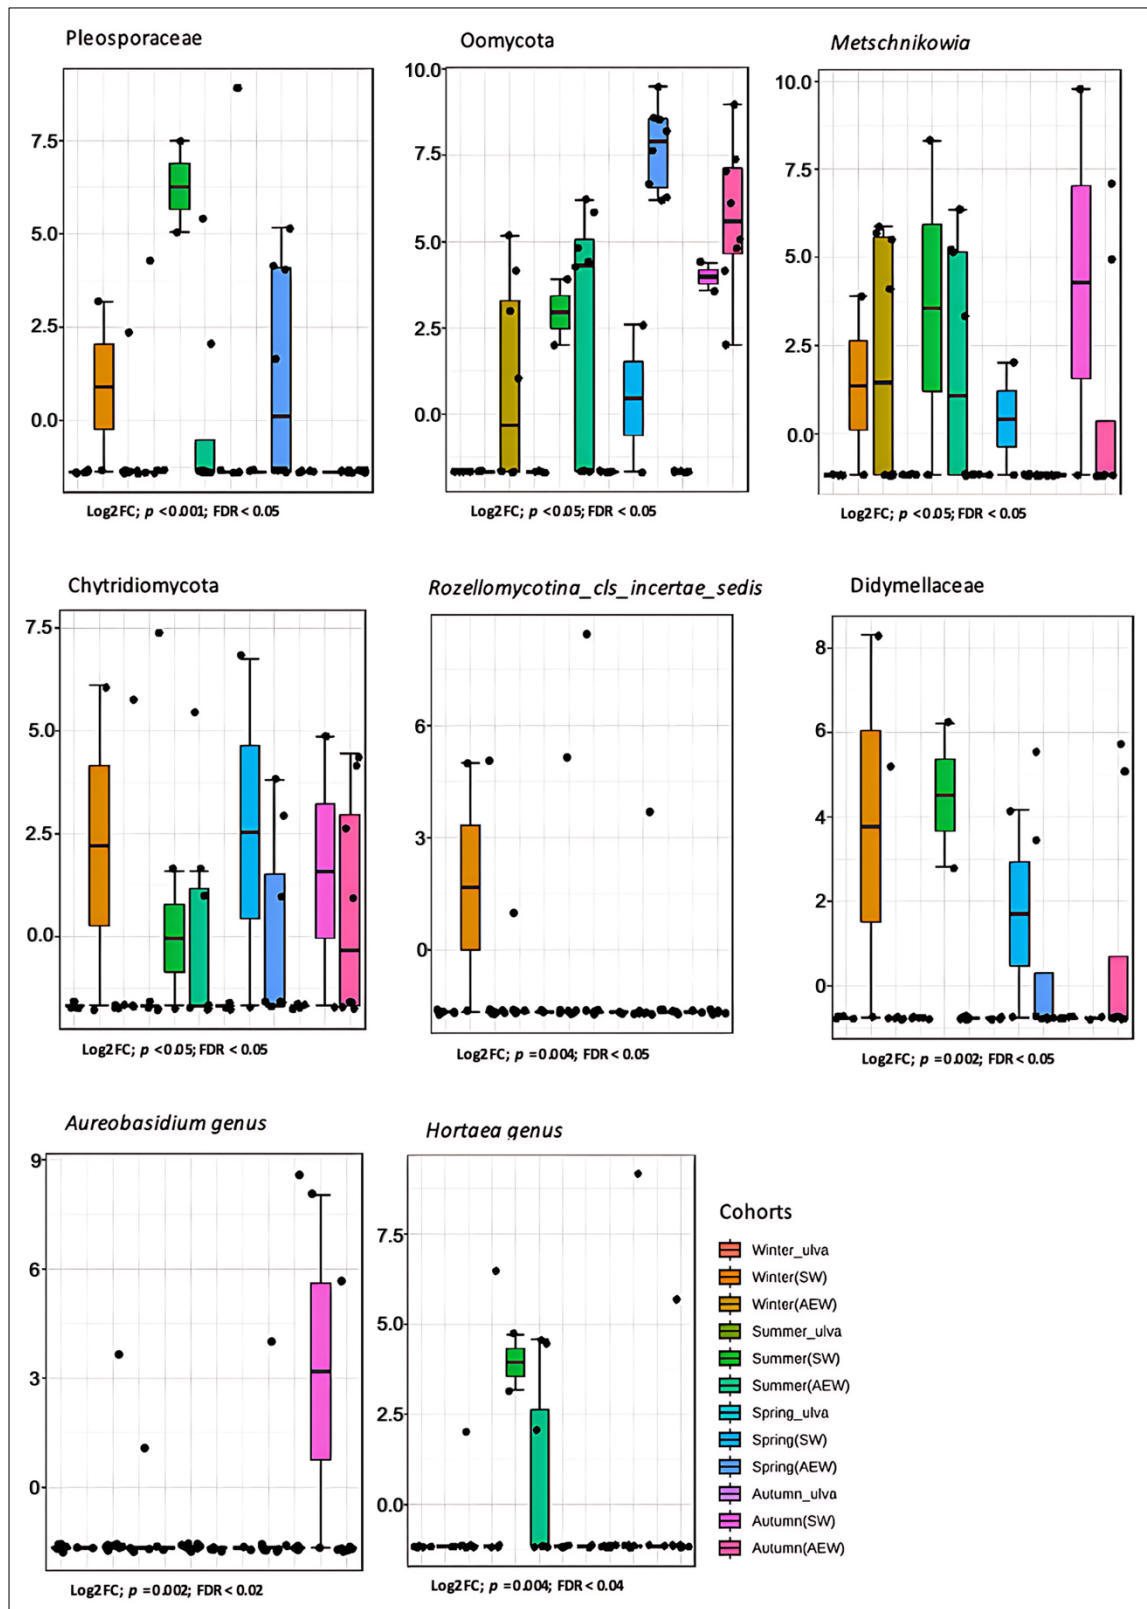 Pleosporaceae
7.5
5.0
2.5
0.0
Log2FC; p <0.001; FDR < 0.05
Oomycota
10.0
7.5
5.0
2.5
0.0
Log2FC; p <0.05; FDR < 0.05
Metschnikowia
10.0
7.5
5.0
2.5
0.0
Log2FC; p <0.05; FDR < 0.05
Chytridiomycota
7.5
5.0
2.5
0.0
Log2FC; p <0.05; FDR < 0.05
Rozellomycotina_cls_incertae_sedis
6
3
0
Log2FC; p =0.004; FDR < 0.05
Didymellaceae
8
6
4
2
0
Log2FC; p =0.002; FDR < 0.05
Aureobasidium genus
9
6
3
0
Log2FC; p =0.002; FDR < 0.02
Hortaea genus
7.5
5.0
2.5
0.0
Log2FC; p =0.004; FDR < 0.04
Cohorts
Winter_ulva
Winter(SW)
Winter(AEW)
Summer_ulva
Summer(SW)
Summer(AEW)
Spring_ulva
Spring(SW)
Spring(AEW)
Autumn_ulva
Autumn(SW)
Autumn(AEW)